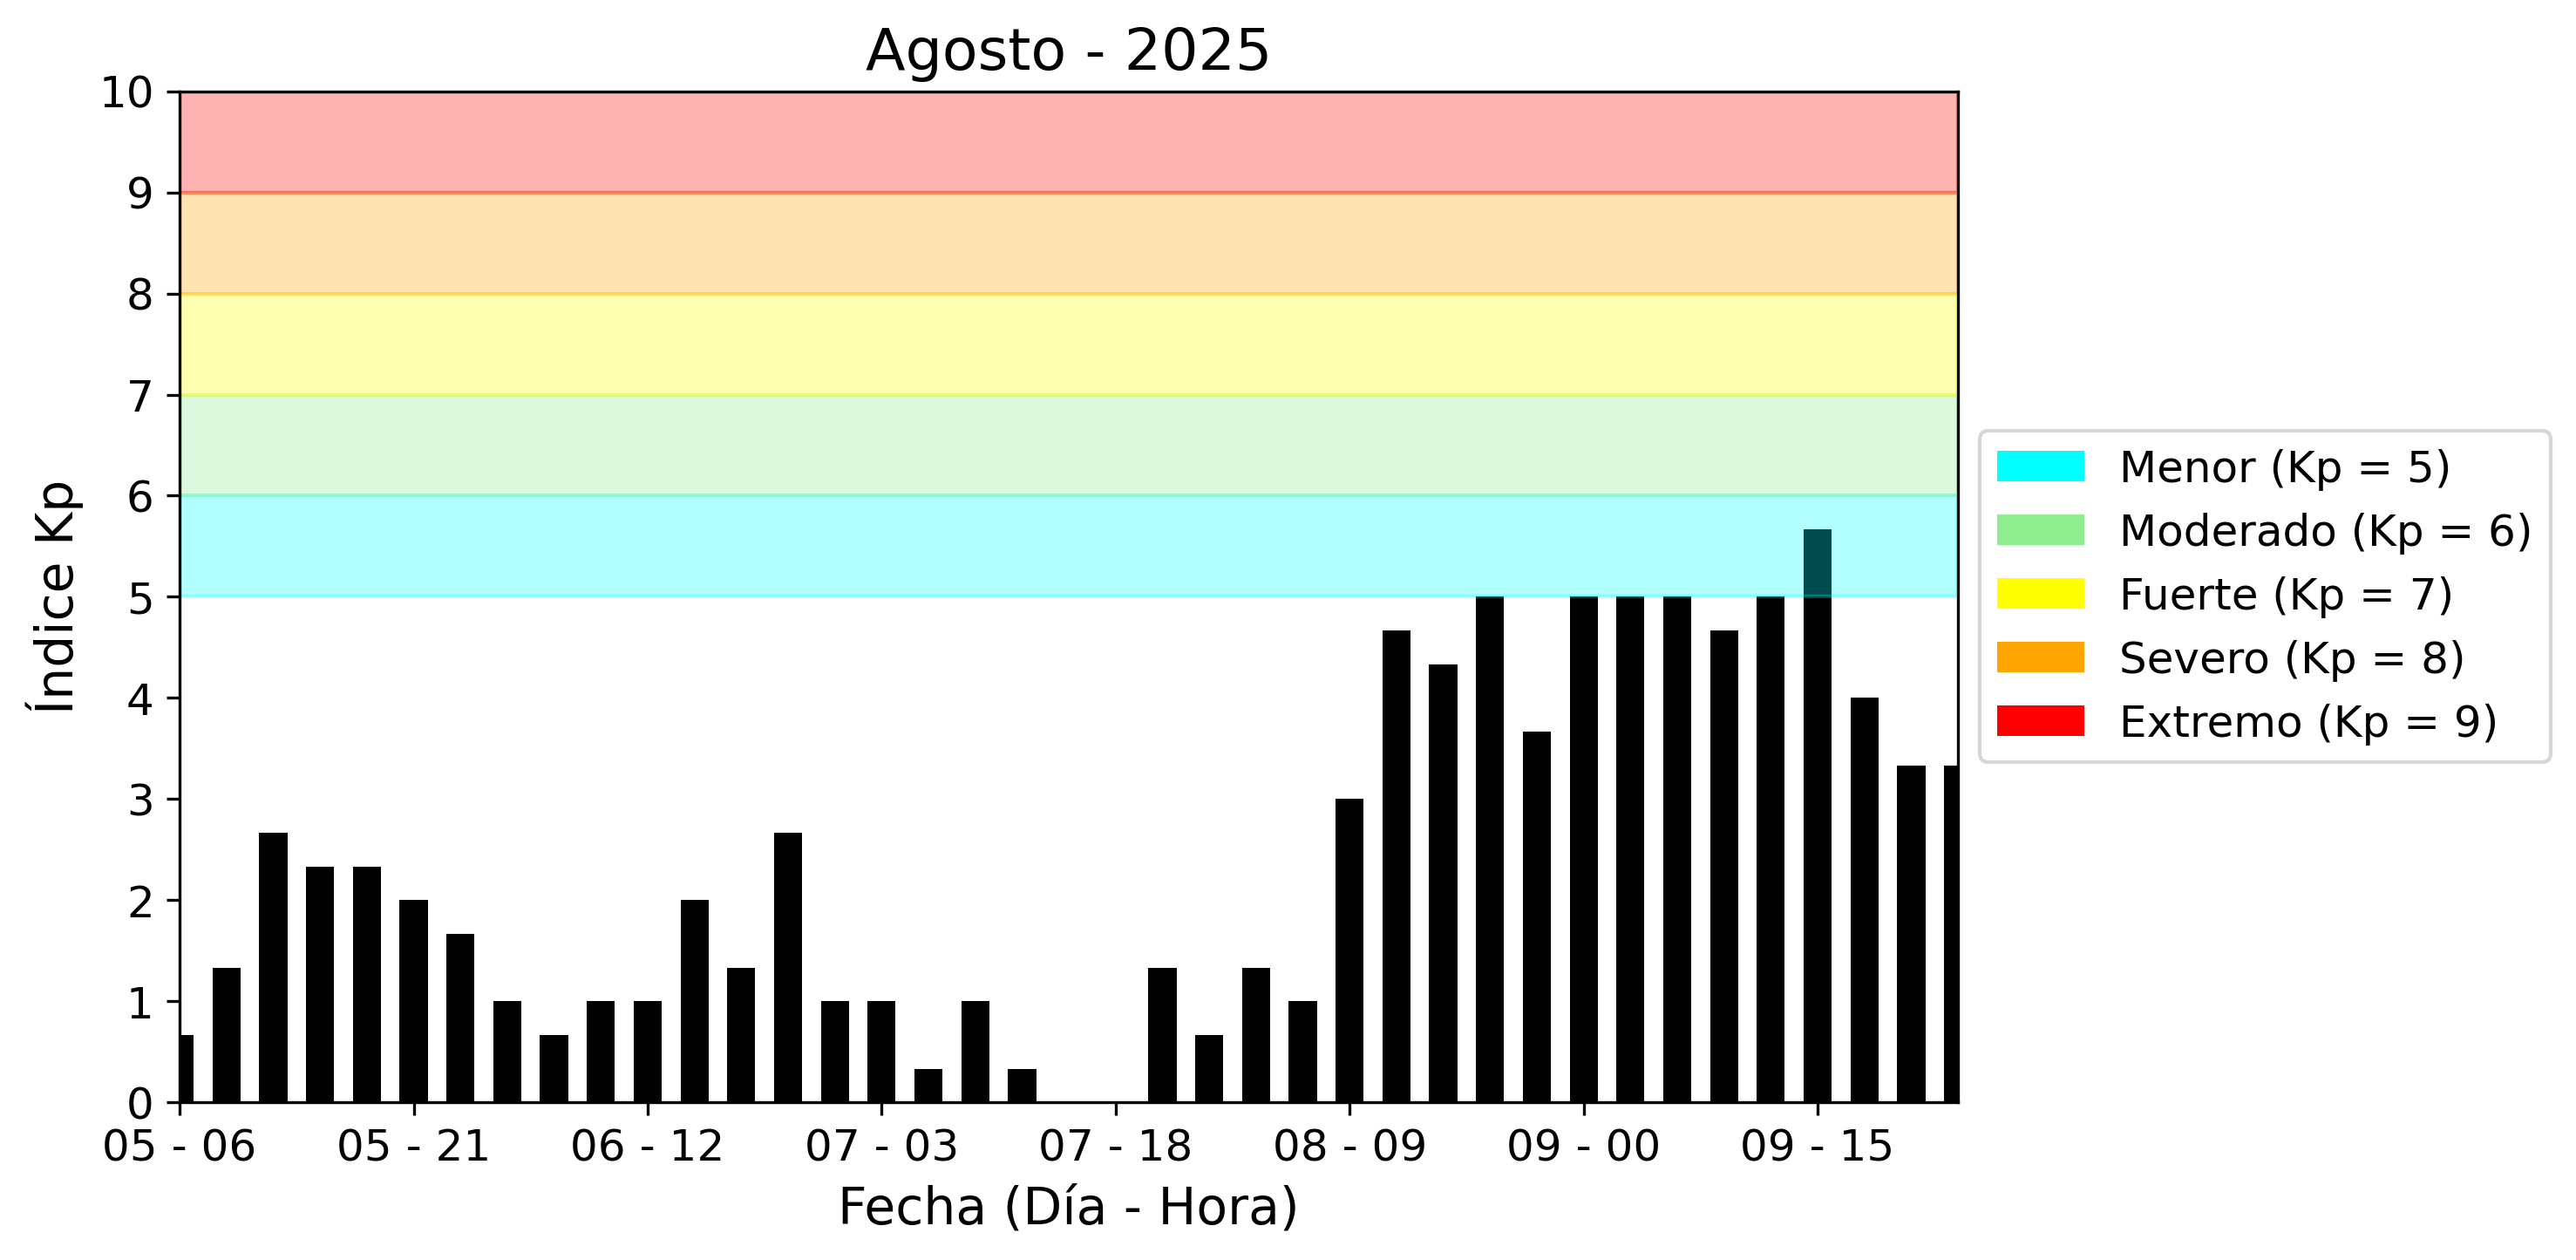 Agosto - 2025
10
9
8
7
6
5
4
3
2
1
0
Índice Kp
05 - 06
05 - 21
06 - 12
07 - 03
07 - 18
08 - 09
09 - 00
09 - 15
Fecha (Día - Hora)
Menor (Kp = 5)
Moderado (Kp = 6)
Fuerte (Kp = 7)
Severo (Kp = 8)
Extremo (Kp = 9)